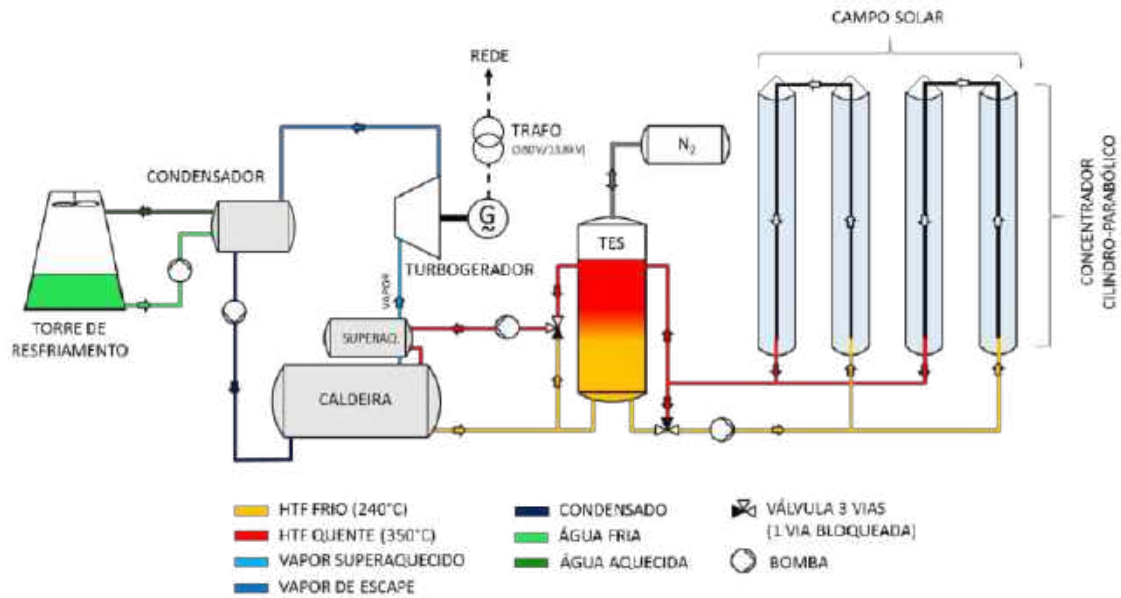 CAMPO SOLAR
REDE
TRAFO
(380V/13,8kV)
N2
CONDENSADOR
CONCENTRADOR
CILINDRO-PARABÓLICO
G
~
TES
TURBOGERADOR
VAPOR
SUPERAQ.
TORRE DE
RESFRIAMENTO
CALDEIRA
HTF FRIO (240°C)
HTF QUENTE (350°C)
VAPOR SUPERAQUECIDO
VAPOR DE ESCAPE
CONDENSADO
ÁGUA FRIA
ÁGUA AQUECIDA
VÁLVULA 3 VIAS
(1 VIA BLOQUEADA)
BOMBA